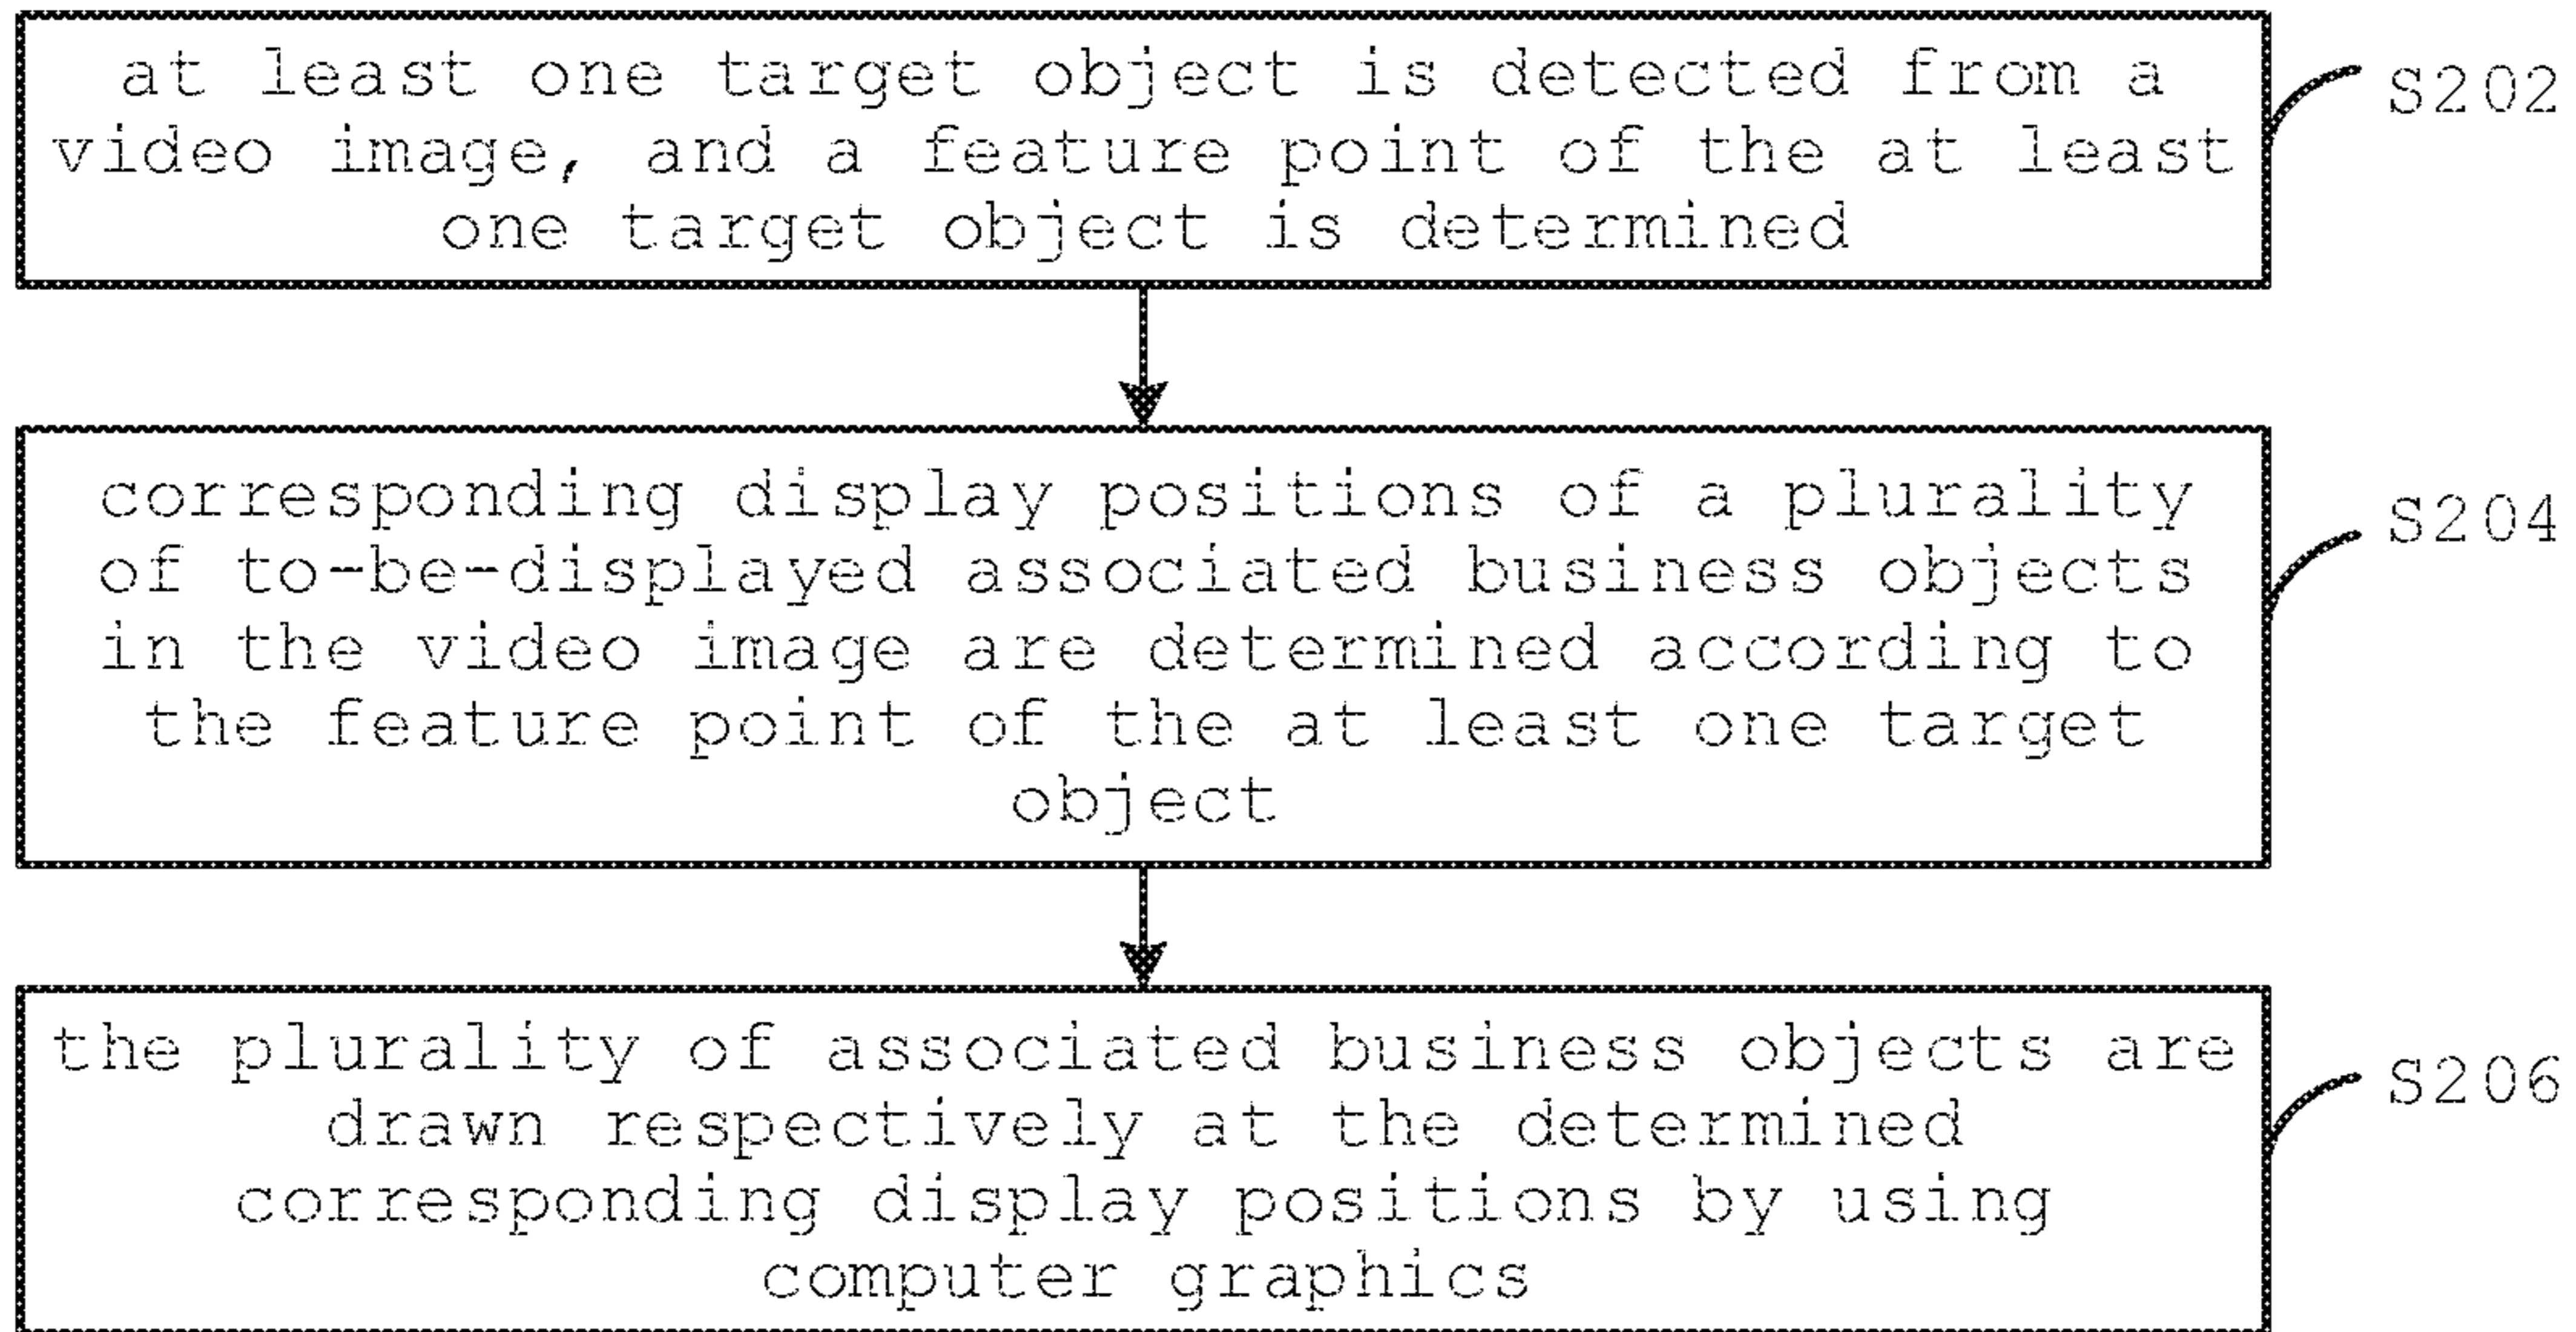 at least one target object is detected from a
video image, and a feature point of the at least
one target object is determined
S202
corresponding display positions of a plurality
of to-be-displayed associated business objects
in the video image are determined according to
the feature point of the at least one target
object
S204
the plurality of associated business objects are
drawn respectively at the determined
corresponding display positions by using
computer graphics
S206